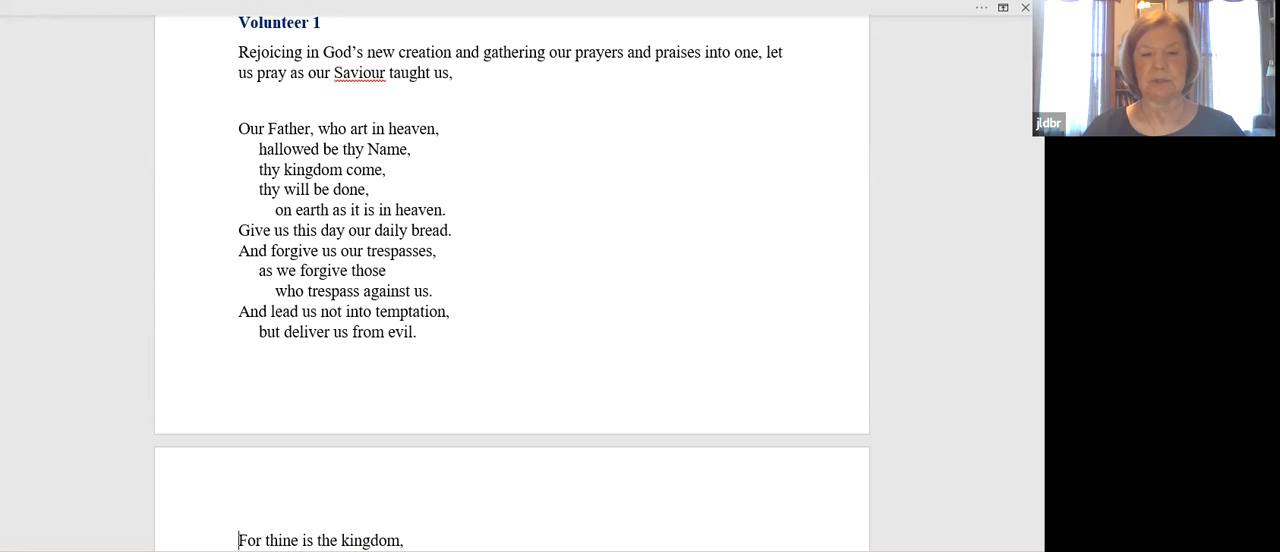 Volunteer 1
Rejoicing in God’s new creation and gathering our prayers and praises into one, let
us pray as our Saviour taught us,
Our Father, who art in heaven,
hallowed be thy Name,
thy kingdom come,
thy will be done,
on earth as it is in heaven.
Give us this day our daily bread.
And forgive us our trespasses,
as we forgive those
who trespass against us.
And lead us not into temptation,
but deliver us from evil.
For thine is the kingdom,
jldbr